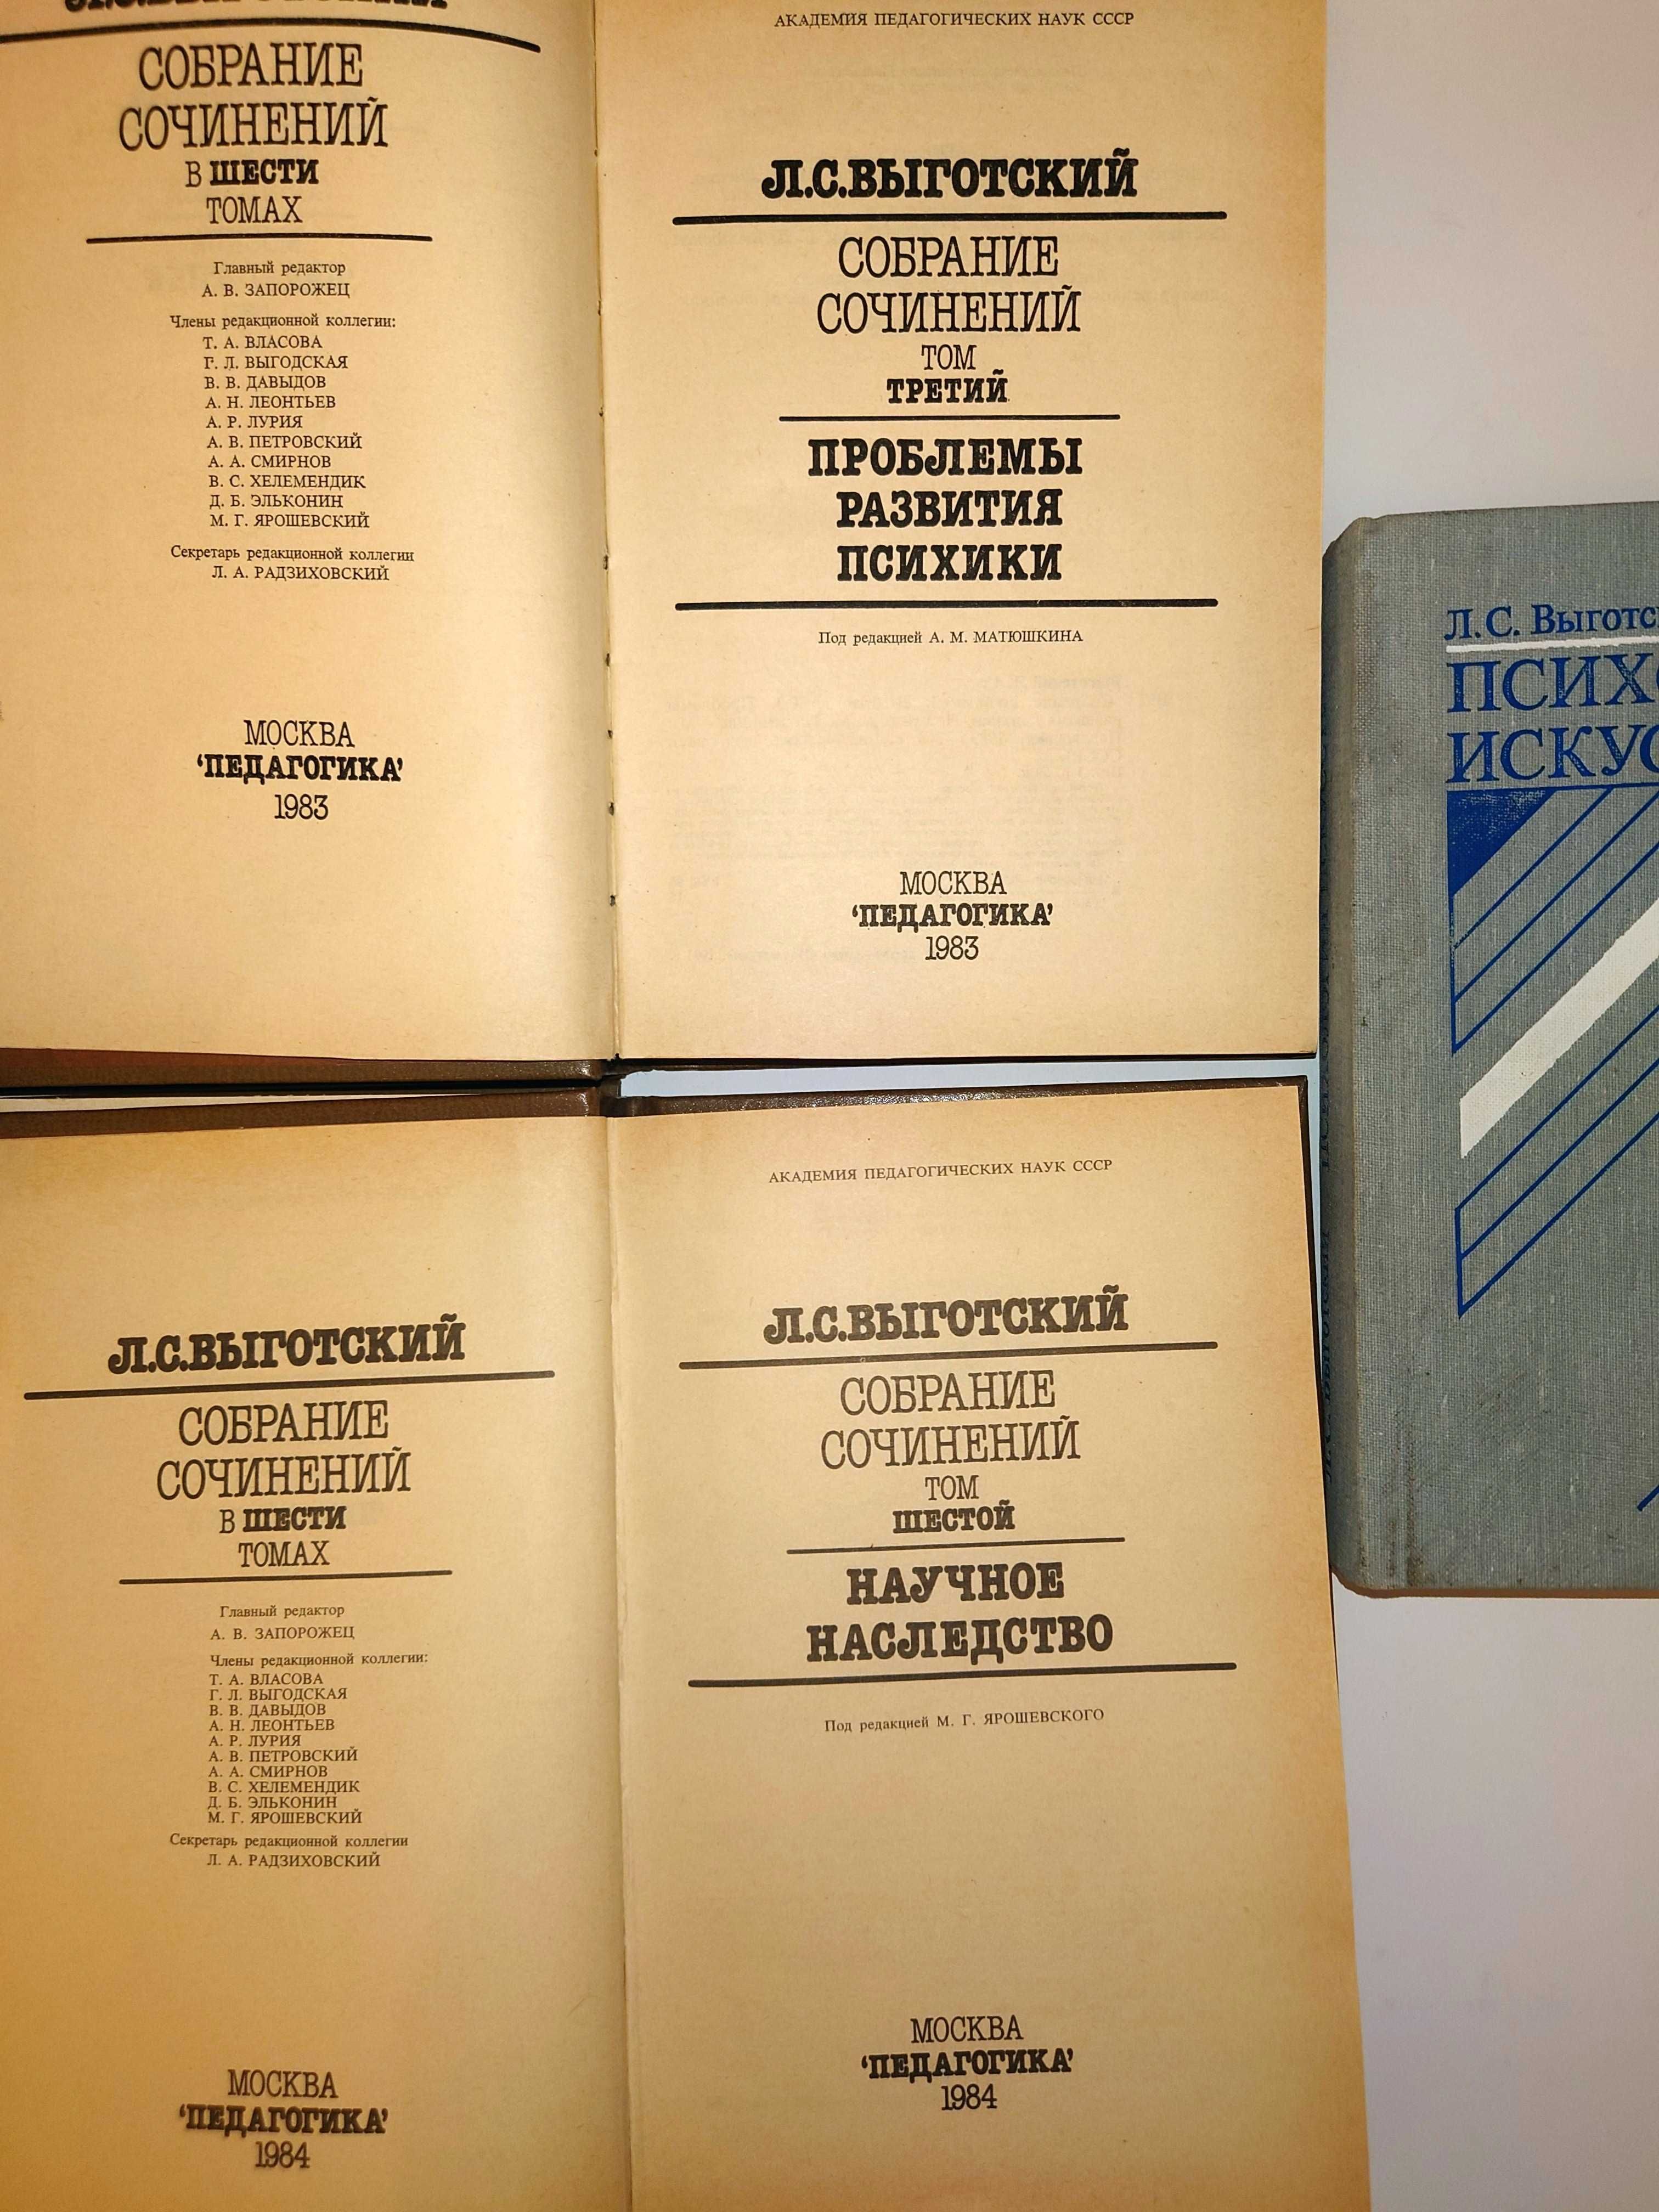 СОБРАНИЕ
СОЧИНЕНИЙ
В ШЕСТИ
ТОМАХ
Главный редактор
А. В. ЗАПОРОЖЕЦ
Члены редакционной коллегии:
Т. А. ВЛАСОВА
Г. Л. ВЫГОДСКАЯ
В. В. ДАВЫДОВ
А. Н. ЛЕОНТЬЕВ
А. Р. ЛУРИЯ
А. В. ПЕТРОВСКИЙ
А. А. СМИРНОВ
В. С. ХЕЛЕМЕНДИК
Д. Б. ЭЛЬКОНИН
М. Г. ЯРОШЕВСКИЙ
Секретарь редакционной коллегии
Л. А. РАДЗИХОВСКИЙ
МОСКВА
‘ПЕДАГОГИКА’
1983
АКАДЕМИЯ ПЕДАГОГИЧЕСКИХ НАУК СССР
Л.С.ВЫГОТСКИЙ
СОБРАНИЕ
СОЧИНЕНИЙ
ТОМ
ТРЕТИЙ
ПРОБЛЕМЫ
РАЗВИТИЯ
ПСИХИКИ
Под редакцией А. М. МАТЮШКИНА
МОСКВА
‘ПЕДАГОГИКА’
1983
Л.С.ВЫГОТСКИЙ
СОБРАНИЕ
СОЧИНЕНИЙ
В ШЕСТИ
ТОМАХ
Главный редактор
А. В. ЗАПОРОЖЕЦ
Члены редакционной коллегии:
Т. А. ВЛАСОВА
Г. Л. ВЫГОДСКАЯ
В. В. ДАВЫДОВ
А. Н. ЛЕОНТЬЕВ
А. Р. ЛУРИЯ
А. В. ПЕТРОВСКИЙ
А. А. СМИРНОВ
В. С. ХЕЛЕМЕНДИК
Д. Б. ЭЛЬКОНИН
М. Г. ЯРОШЕВСКИЙ
Секретарь редакционной коллегии
Л. А. РАДЗИХОВСКИЙ
МОСКВА
‘ПЕДАГОГИКА’
1984
АКАДЕМИЯ ПЕДАГОГИЧЕСКИХ НАУК СССР
Л.С.ВЫГОТСКИЙ
СОБРАНИЕ
СОЧИНЕНИЙ
ТОМ
ШЕСТОЙ
НАУЧНОЕ
НАСЛЕДСТВО
Под редакцией М. Г. ЯРОШЕВСКОГО
МОСКВА
‘ПЕДАГОГИКА’
1984
Л. С. Выготс
ПСИХО
ИСКУС